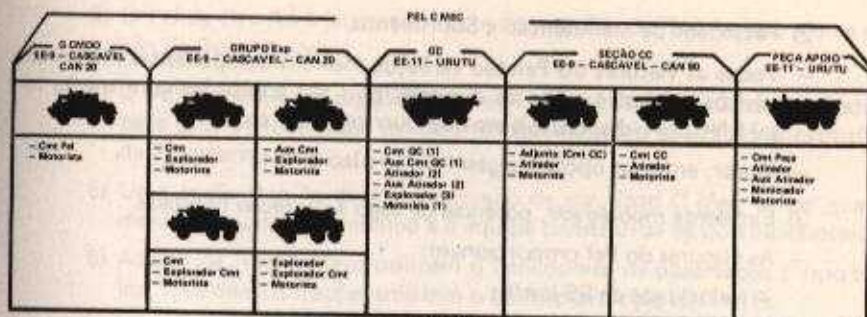 PEL C MEC
G CMDO
EE-9 – CASCAVEL
CAN 20
GRUPO Exp
EE-9 – CASCAVEL – CAN 20
GC
EE-11 – URUTU
SEÇÃO CC
EE-9 – CASCAVEL – CAN 90
PEÇA APOIO
EE-11 – URUTU
– Cmt Pel
– Motorista
– Cmt
– Explorador
– Motorista
– Aux Cmt
– Explorador
– Motorista
– Cmt
– Explorador Cmt
– Motorista
– Explorador
– Explorador Cmt
– Motorista
– Cmt GC (1)
– Aux Cmt GC (1)
– Atirador (2)
– Aux Atirador (2)
– Explorador (3)
– Motorista (1)
– Adjunto (Cmt CC)
– Atirador
– Motorista
– Cmt CC
– Atirador
– Motorista
– Cmt Peça
– Atirador
– Aux Atirador
– Municiador
– Motorista